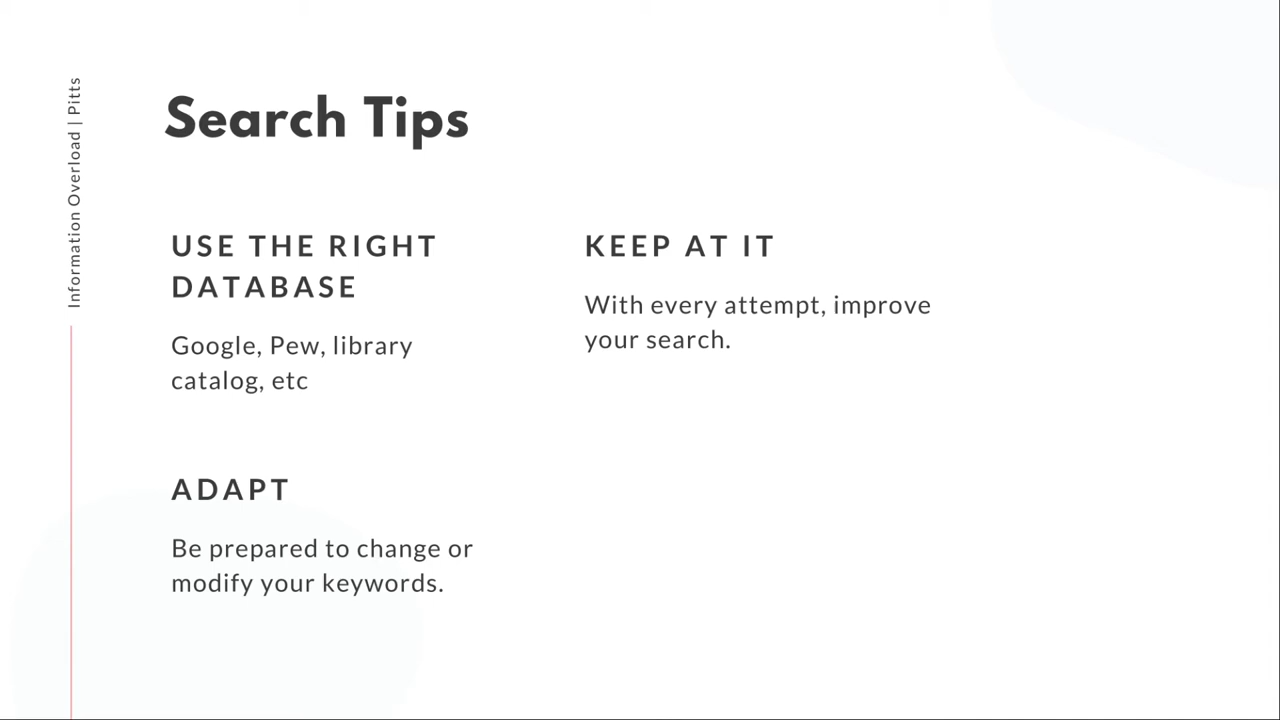 Information Overload | Pitts
Search Tips
USE THE RIGHT
DATABASE
Google, Pew, library
catalog, etc
KEEP AT IT
With every attempt, improve
your search.
ADAPT
Be prepared to change or
modify your keywords.